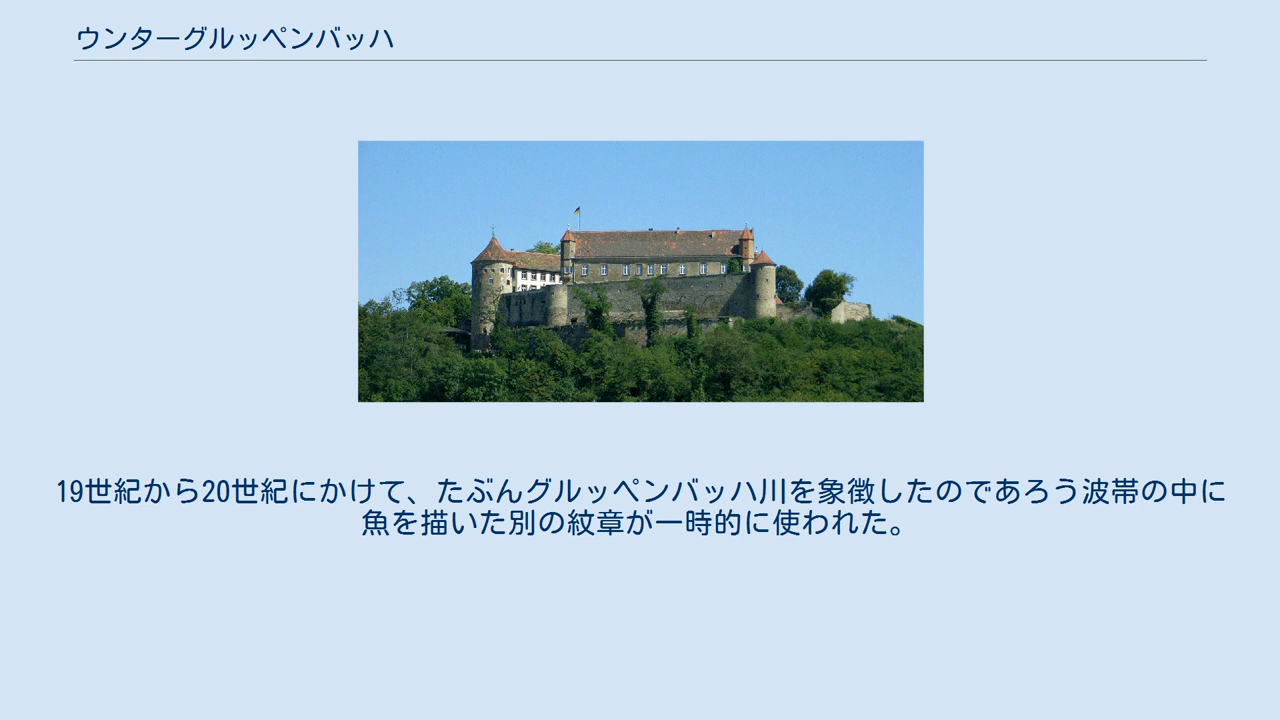 ウンターグルッペンバッハ
19世紀から20世紀にかけて、たぶんグルッペンバッハ川を象徴したのであろう波帯の中に
魚を描いた別の紋章が一時的に使われた。